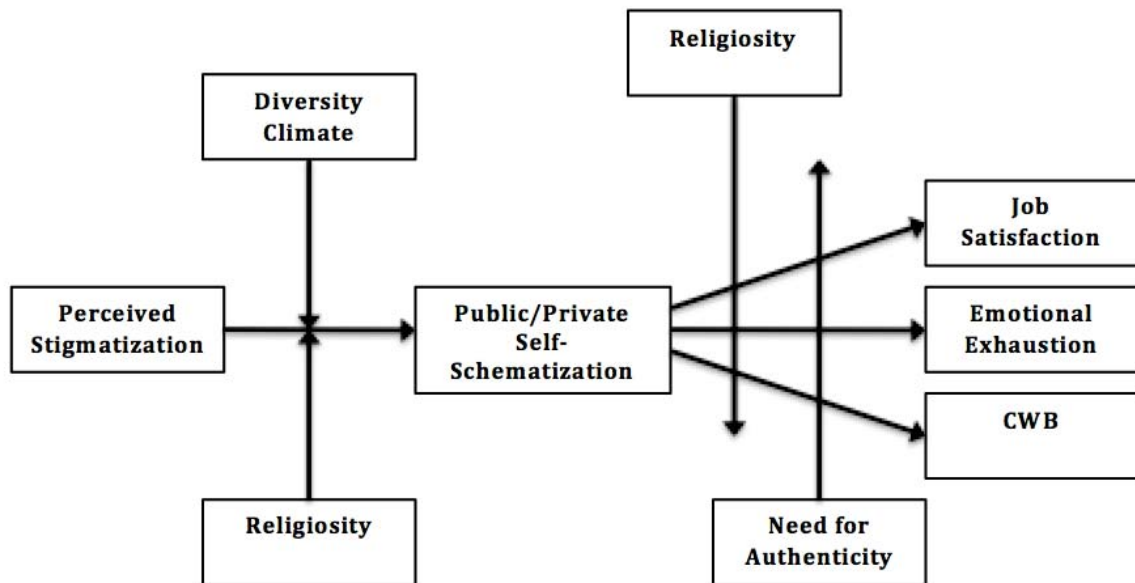 Religiosity
Diversity
Climate
Job
Satisfaction
Perceived
Stigmatization
Public/Private
Self-
Schematization
Emotional
Exhaustion
CWB
Religiosity
Need for
Authenticity